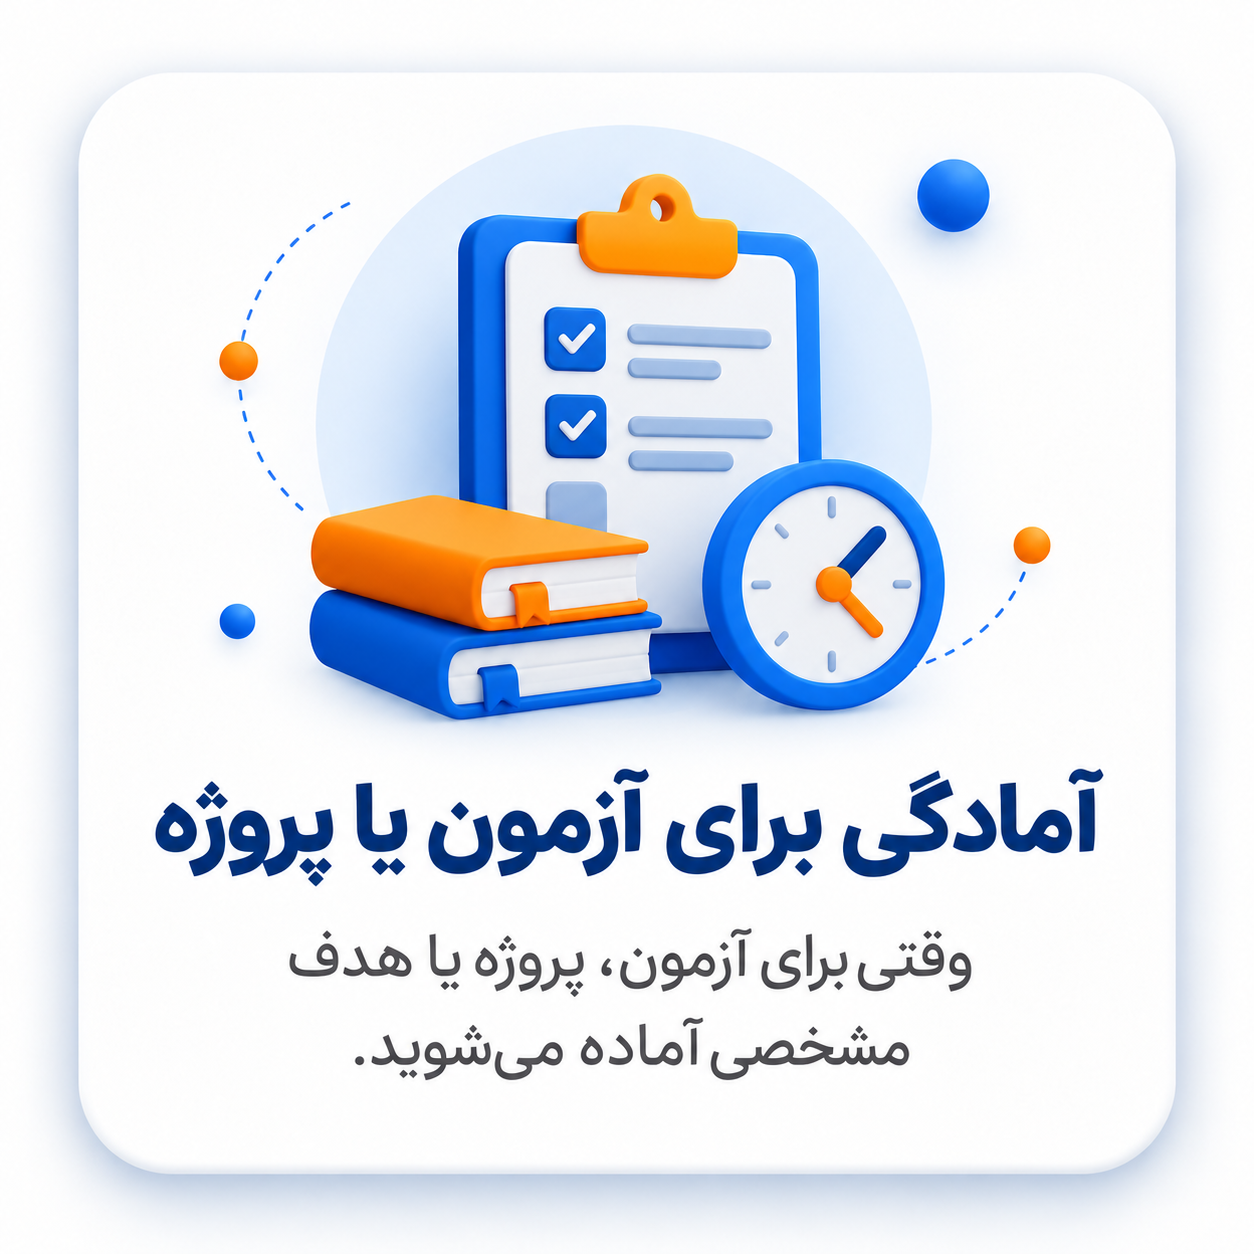 آمادگی برای آزمون یا پروژه
وقتی برای آزمون، پروژه یا هدف
مشخصی آماده می‌شوید.